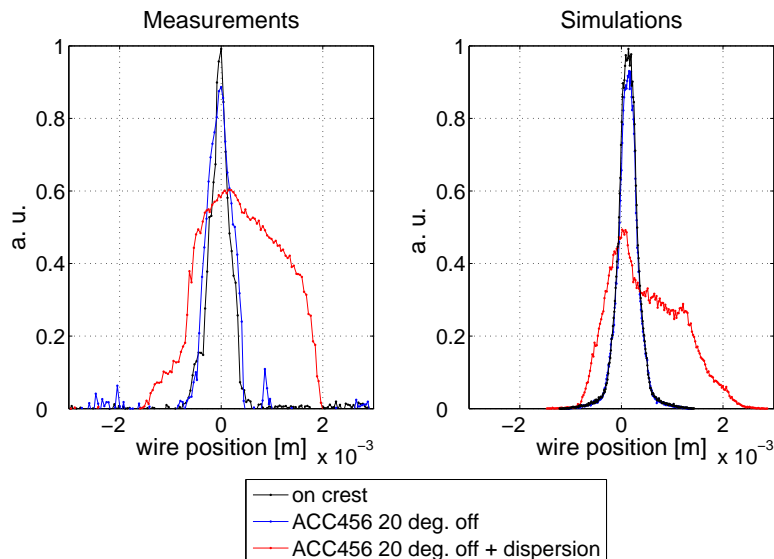 Measurements
1
0.8
0.6
0.4
0.2
0
a. u.
−2 0 2
wire position [m]
x 10−3
Simulations
1
0.8
0.6
0.4
0.2
0
a. u.
−2 0 2
wire position [m]
x 10−3
on crest
ACC456 20 deg. off
ACC456 20 deg. off + dispersion